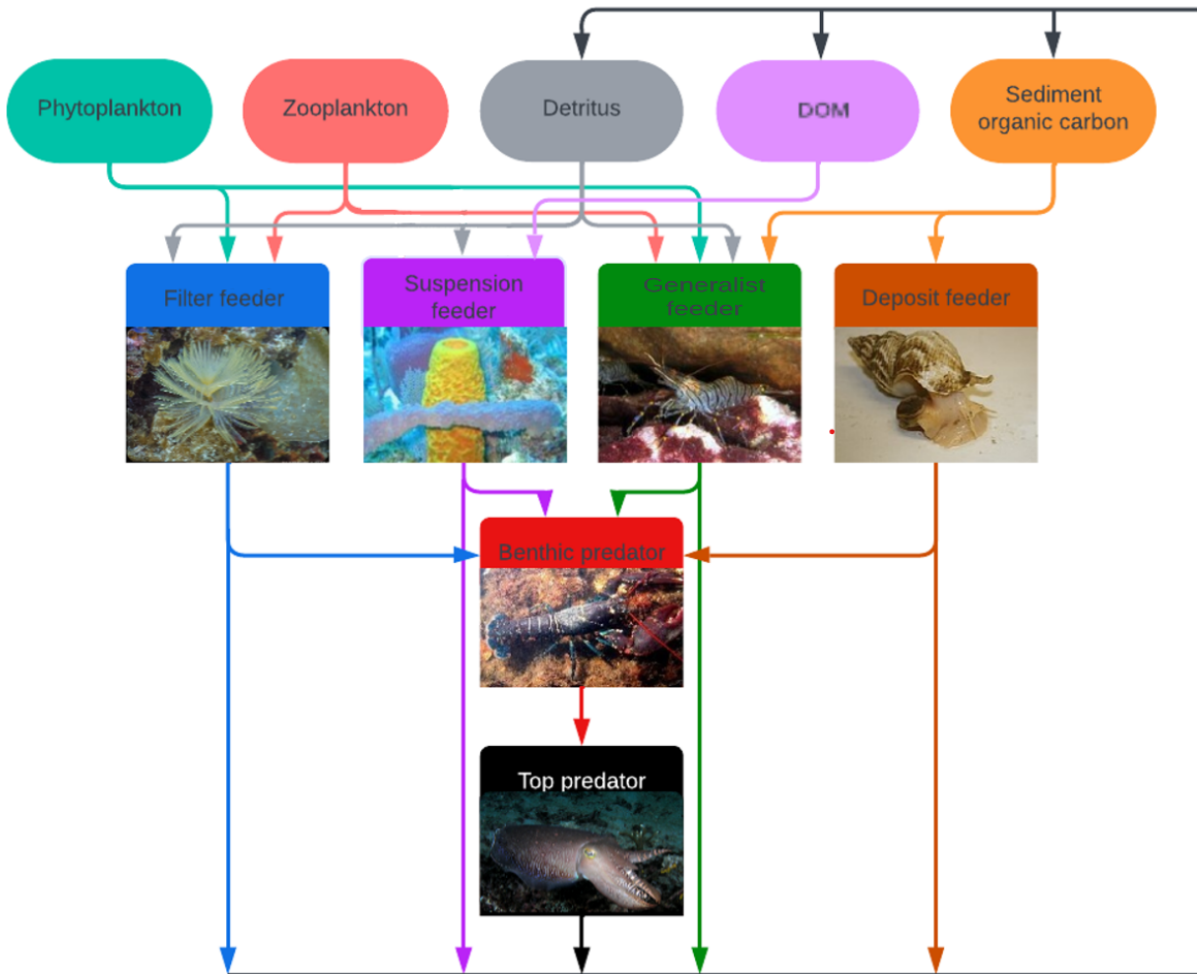 Phytoplankton
Zooplankton
Detritus
DOM
Sediment
organic carbon
Filter feeder
Suspension
feeder
Generalist
feeder
Deposit feeder
Benthic predator
Top predator